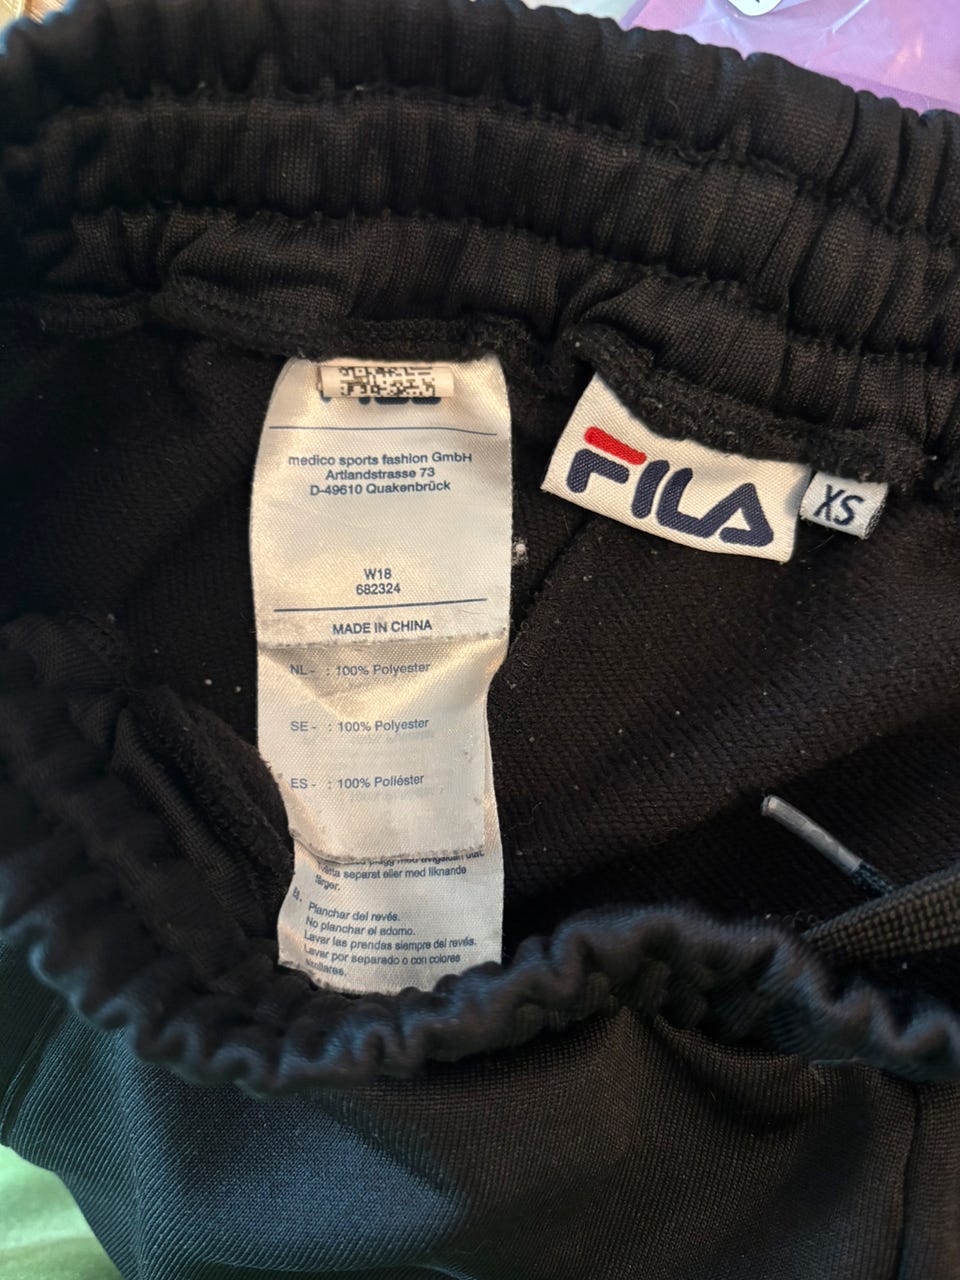 medico sports fashion GmbH
Artlandstrasse 73
D-49610 Quakenbrück
W18
682324
MADE IN CHINA
NL - : 100% Polyester
SE - : 100% Polyester
ES - : 100% Poliéster
separat eller med liknande
färger.
Planchar del revés.
No planchar el adorno.
Lavar las prendas siempre del revés.
Lavar por separado o con colores
similares.
FILA
XS